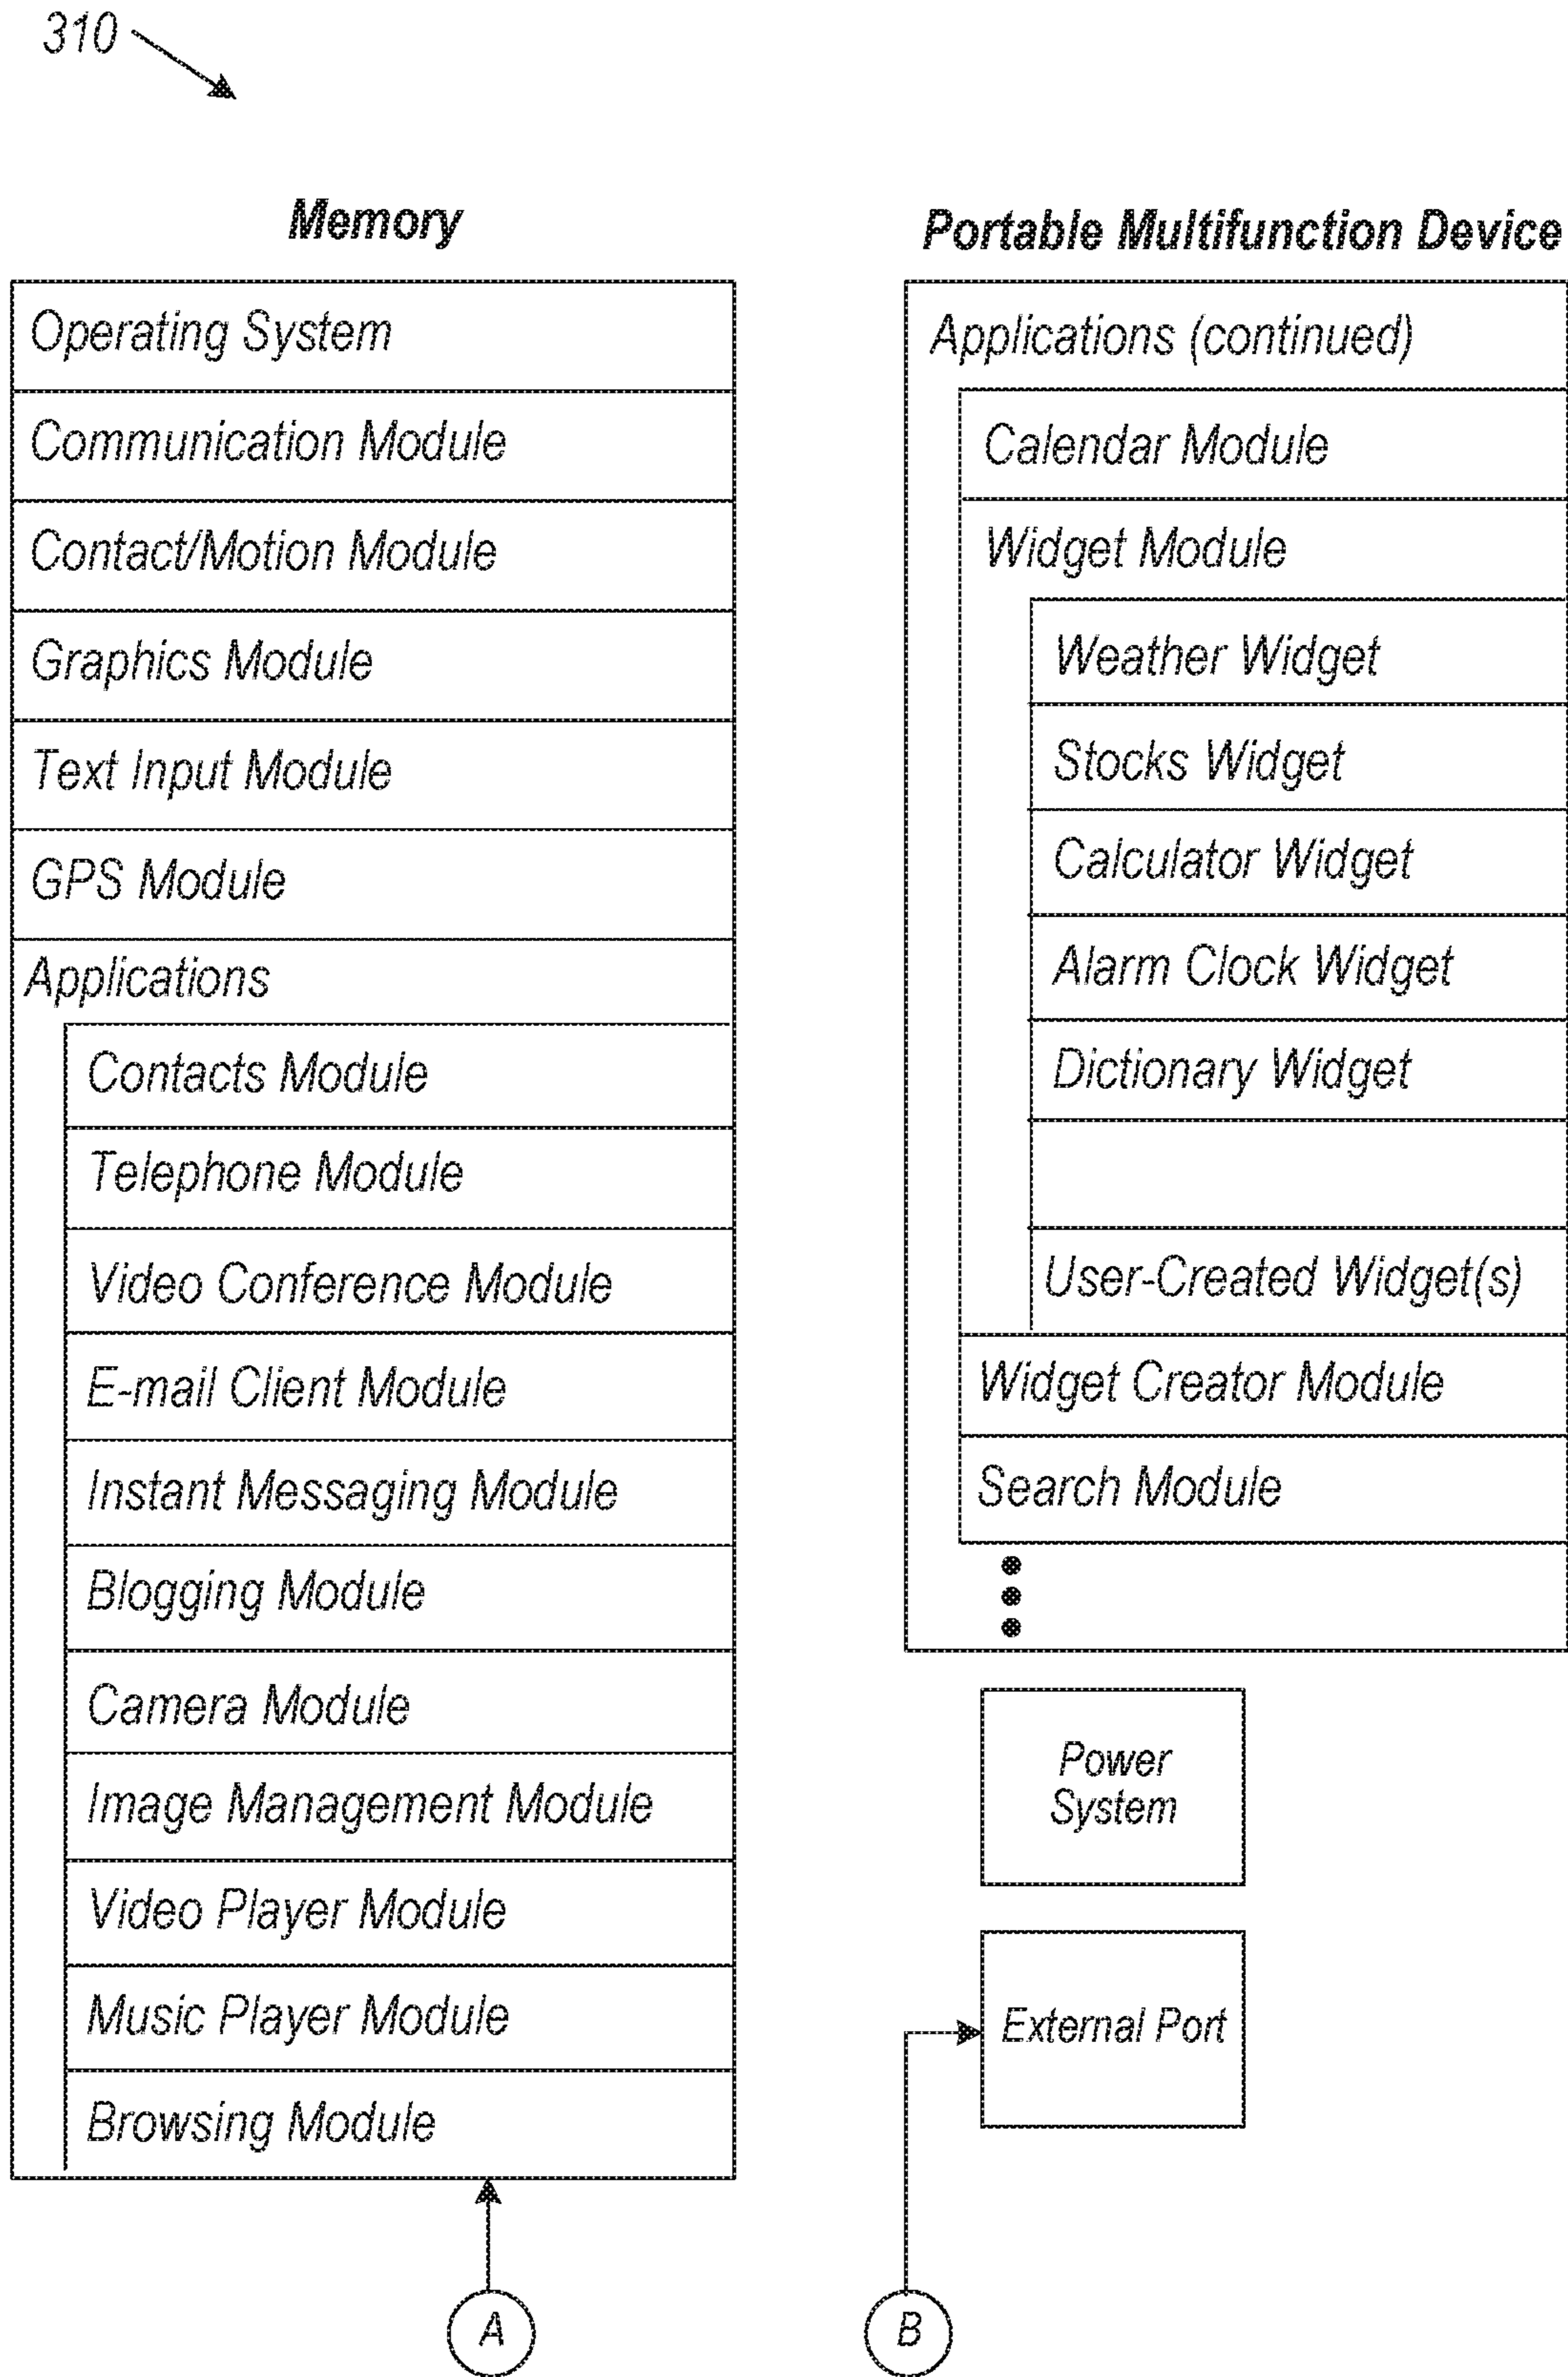 310
Memory
Operating System
Communication Module
Contact/Motion Module
Graphics Module
Text Input Module
GPS Module
Applications
Contacts Module
Telephone Module
Video Conference Module
E-mail Client Module
Instant Messaging Module
Blogging Module
Camera Module
Image Management Module
Video Player Module
Music Player Module
Browsing Module
A
Portable Multifunction Device
Applications (continued)
Calendar Module
Widget Module
Weather Widget
Stocks Widget
Calculator Widget
Alarm Clock Widget
Dictionary Widget
User-Created Widget(s)
Widget Creator Module
Search Module
Power
System
External Port
B